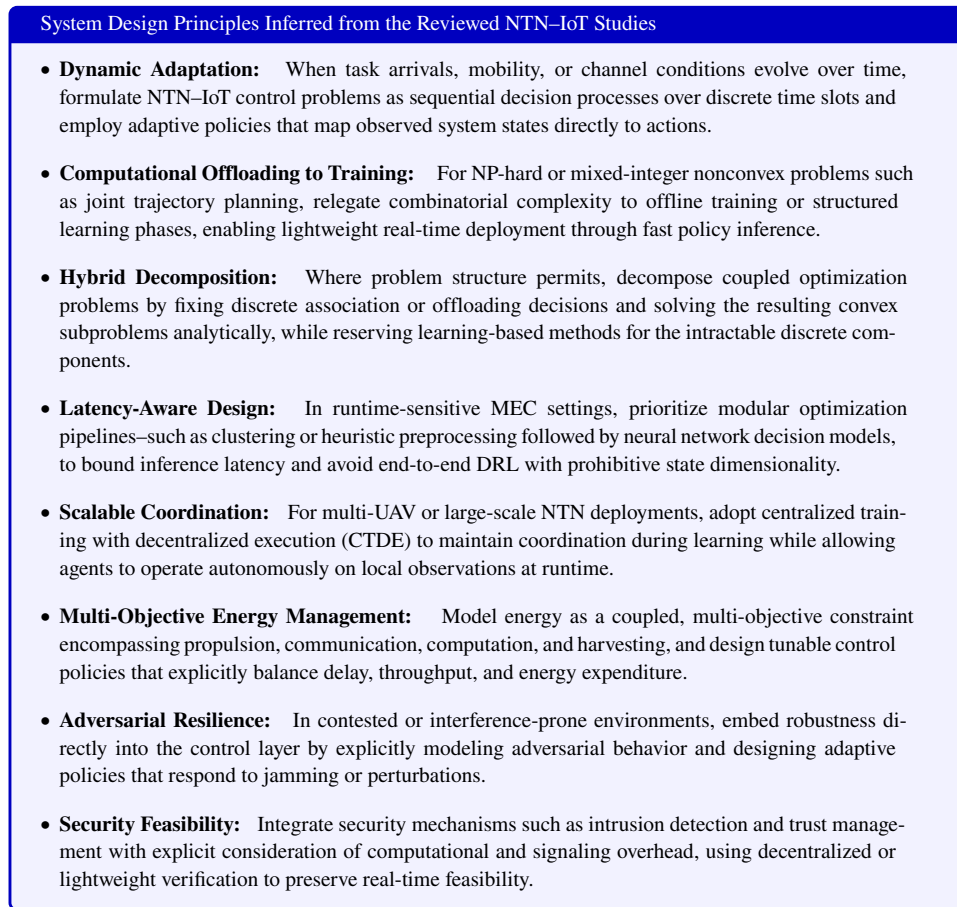 System Design Principles Inferred from the Reviewed NTN–IoT Studies
• Dynamic Adaptation: When task arrivals, mobility, or channel conditions evolve over time,
formulate NTN–IoT control problems as sequential decision processes over discrete time slots and
employ adaptive policies that map observed system states directly to actions.
• Computational Offloading to Training: For NP-hard or mixed-integer nonconvex problems such
as joint trajectory planning, relegate combinatorial complexity to offline training or structured
learning phases, enabling lightweight real-time deployment through fast policy inference.
• Hybrid Decomposition: Where problem structure permits, decompose coupled optimization
problems by fixing discrete association or offloading decisions and solving the resulting convex
subproblems analytically, while reserving learning-based methods for the intractable discrete com-
ponents.
• Latency-Aware Design: In runtime-sensitive MEC settings, prioritize modular optimization
pipelines–such as clustering or heuristic preprocessing followed by neural network decision models,
to bound inference latency and avoid end-to-end DRL with prohibitive state dimensionality.
• Scalable Coordination: For multi-UAV or large-scale NTN deployments, adopt centralized train-
ing with decentralized execution (CTDE) to maintain coordination during learning while allowing
agents to operate autonomously on local observations at runtime.
• Multi-Objective Energy Management: Model energy as a coupled, multi-objective constraint
encompassing propulsion, communication, computation, and harvesting, and design tunable control
policies that explicitly balance delay, throughput, and energy expenditure.
• Adversarial Resilience: In contested or interference-prone environments, embed robustness di-
rectly into the control layer by explicitly modeling adversarial behavior and designing adaptive
policies that respond to jamming or perturbations.
• Security Feasibility: Integrate security mechanisms such as intrusion detection and trust manage-
ment with explicit consideration of computational and signaling overhead, using decentralized or
lightweight verification to preserve real-time feasibility.